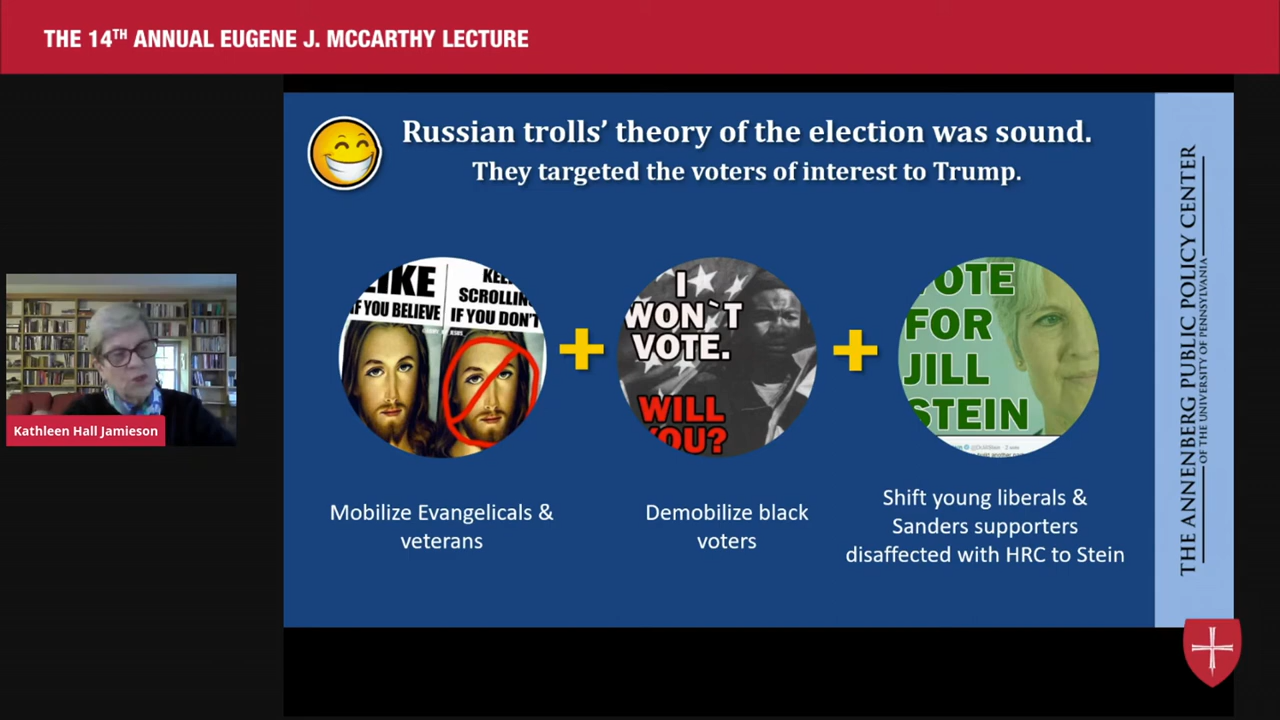 THE 14TH ANNUAL EUGENE J. MCCARTHY LECTURE
Russian trolls' theory of the election was sound.
They targeted the voters of interest to Trump.
IF YOU BELIEVE
SCROLLIN
IF YOU DON'T
I
WON`T
VOTE.
WILL
YOU?
VOTE
FOR
JILL
STEIN
Mobilize Evangelicals &
veterans
Demobilize black
voters
Shift young liberals &
Sanders supporters
disaffected with HRC to Stein
Kathleen Hall Jamieson
THE ANNENBERG PUBLIC POLICY CENTER
OF THE UNIVERSITY OF PENNSYLVANIA